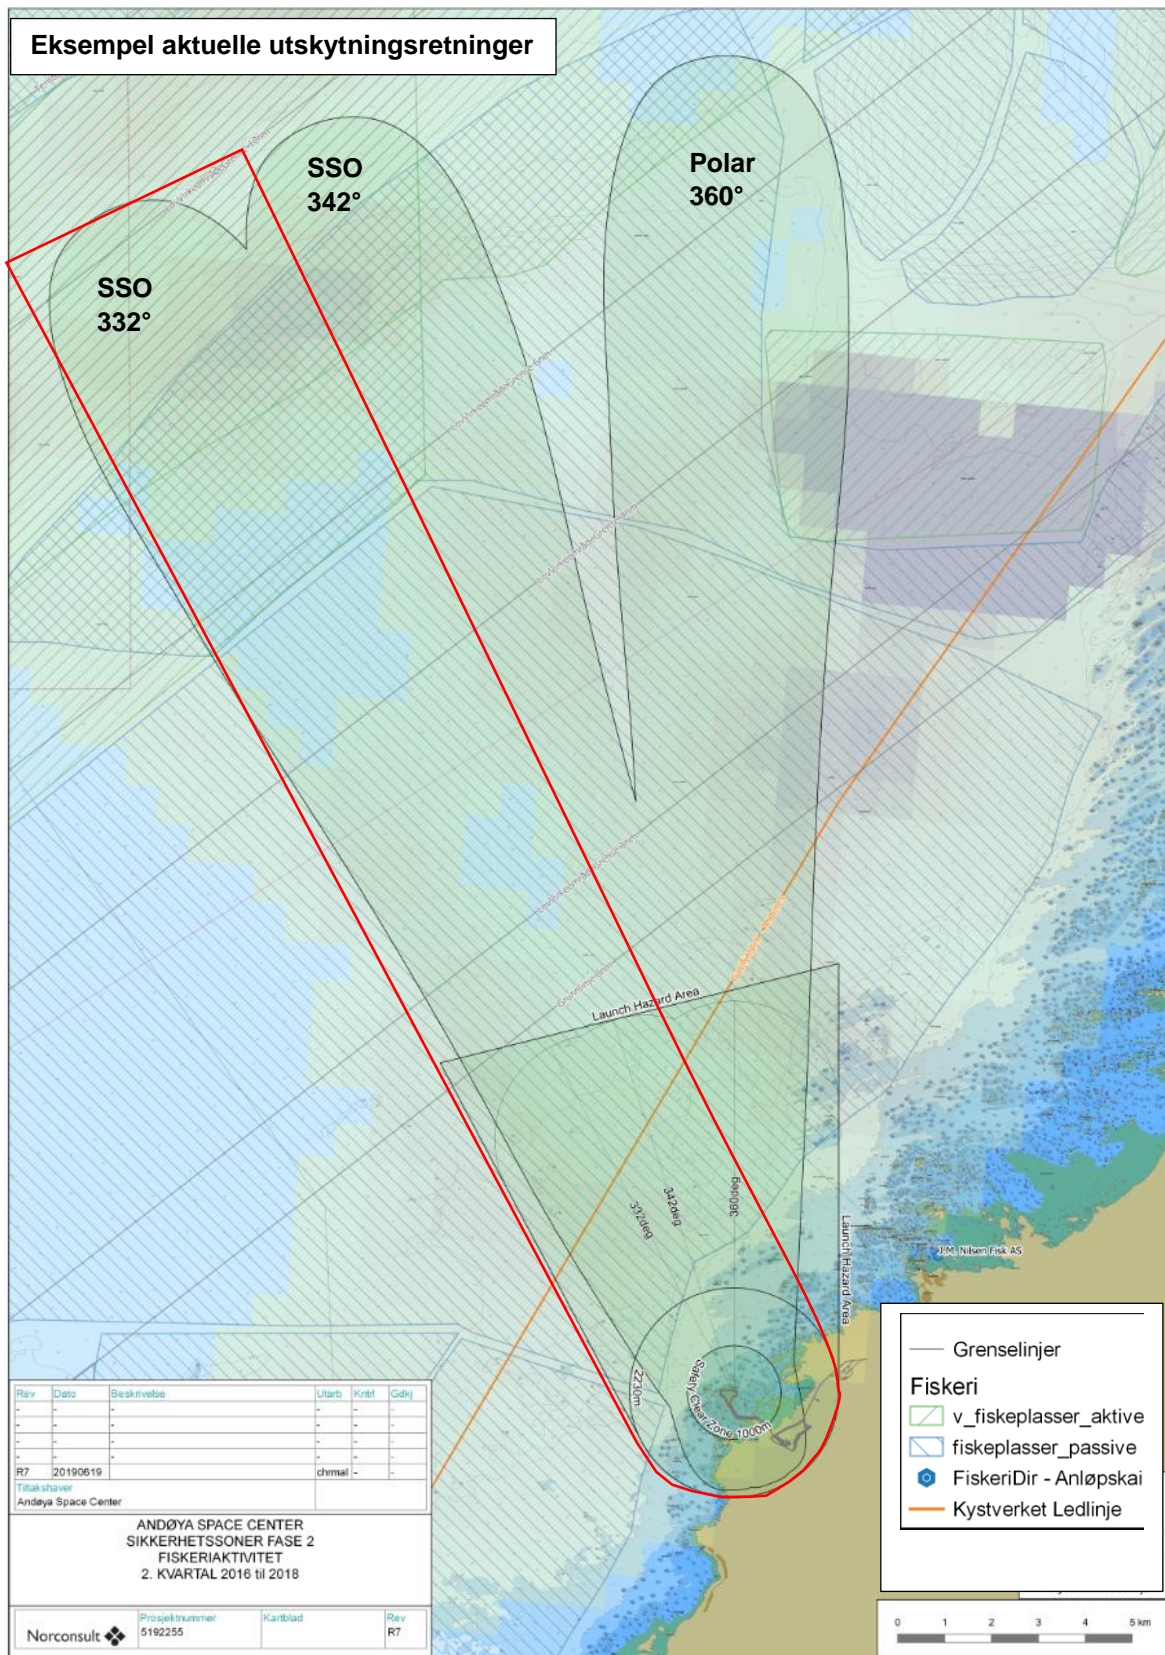 Eksempel aktuelle utskytningsretninger
SSO
342°
Polar
360°
SSO
332°
Launch Hazard Area
332deg
342deg
360deg
Launch Hazard Area
J.M. Nilsen Fisk AS
2230m
Safety Clear Zone 1000m
Grenselinjer
Fiskeri
v_fiskeplasser_aktive
fiskeplasser_passive
FiskeriDir - Anløpskai
Kystverket Ledlinje
Rev Dato Beskrivelse Utarb Kntrl Gdkj
- - - - - -
- - - - - -
- - - - - -
- - - - - -
R7 20190619 chrmal - -
Tiltakshaver
Andøya Space Center
ANDØYA SPACE CENTER
SIKKERHETSSONER FASE 2
FISKERIAKTIVITET
2. KVARTAL 2016 til 2018
Norconsult
Prosjektnummer
5192255
Kartblad
Rev
R7
0 1 2 3 4 5 km